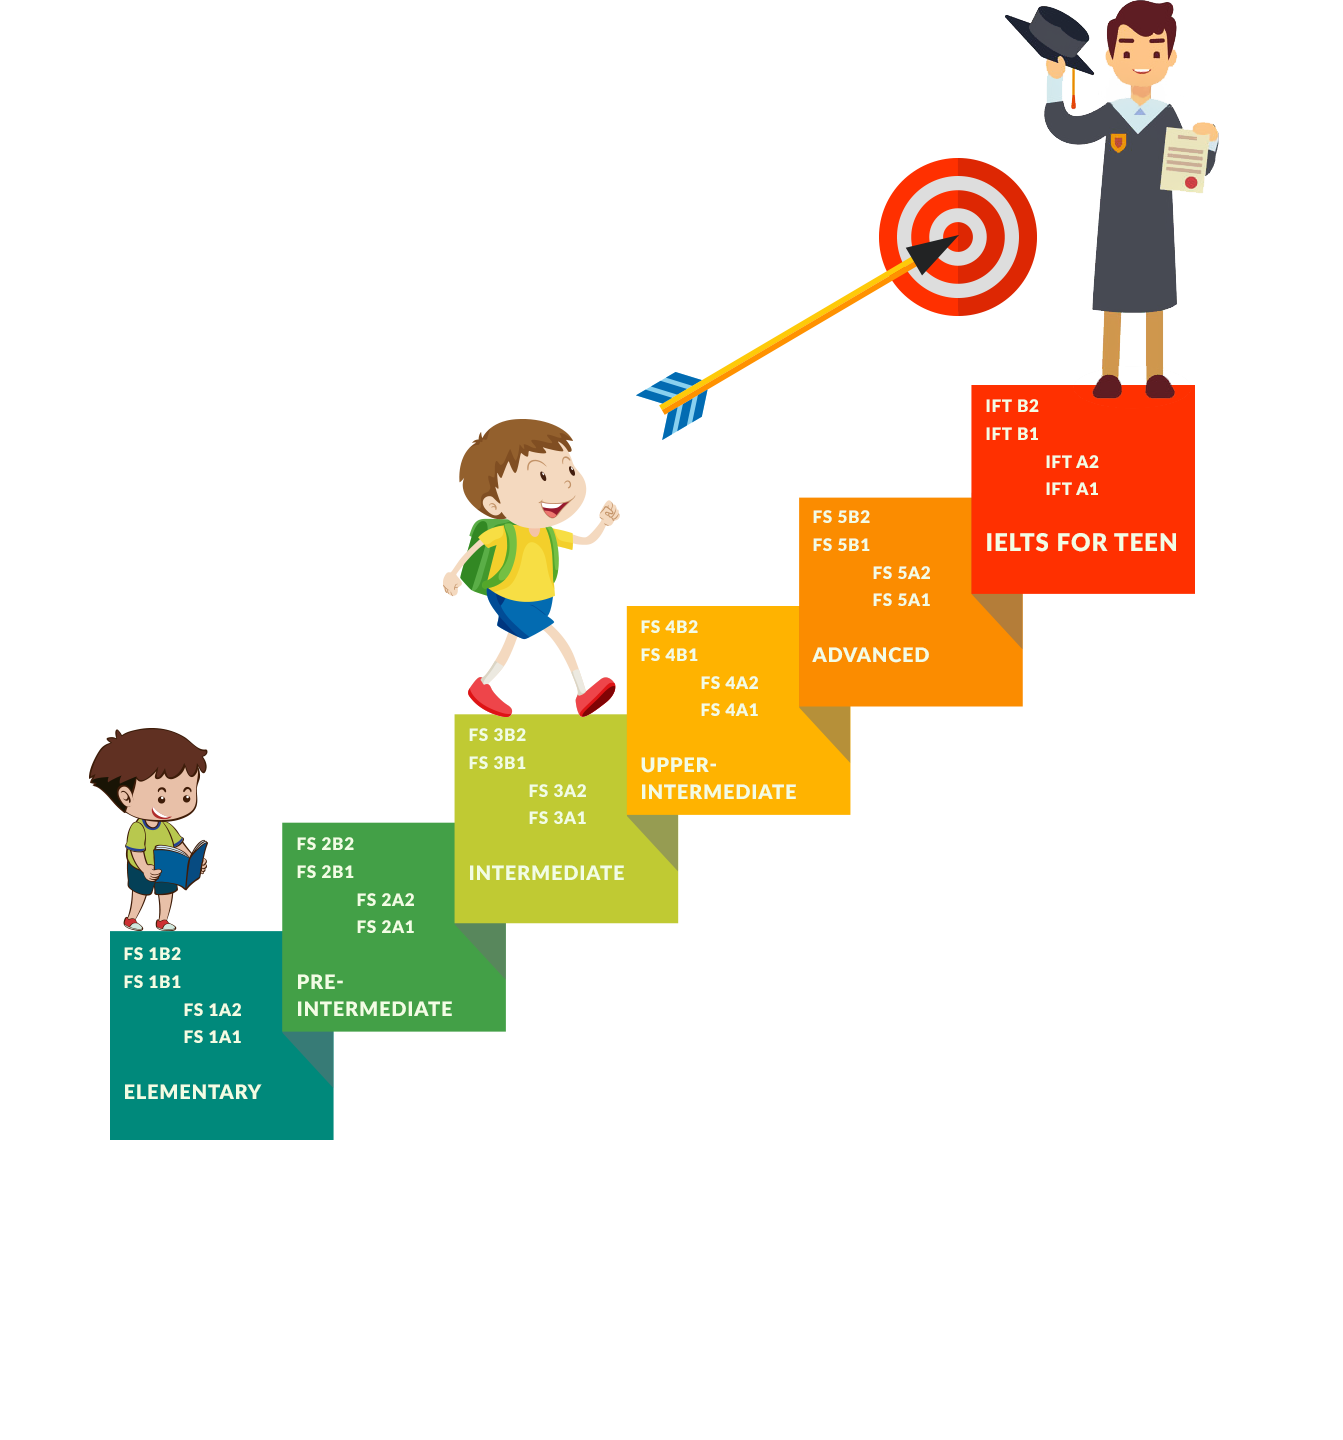 IFT B2
IFT B1
IFT A2
IFT A1
IELTS FOR TEEN
FS 5B2
FS 5B1
FS 5A2
FS 5A1
ADVANCED
FS 4B2
FS 4B1
FS 4A2
FS 4A1
UPPER-
INTERMEDIATE
FS 3B2
FS 3B1
FS 3A2
FS 3A1
INTERMEDIATE
FS 2B2
FS 2B1
FS 2A2
FS 2A1
PRE-
INTERMEDIATE
FS 1B2
FS 1B1
FS 1A2
FS 1A1
ELEMENTARY